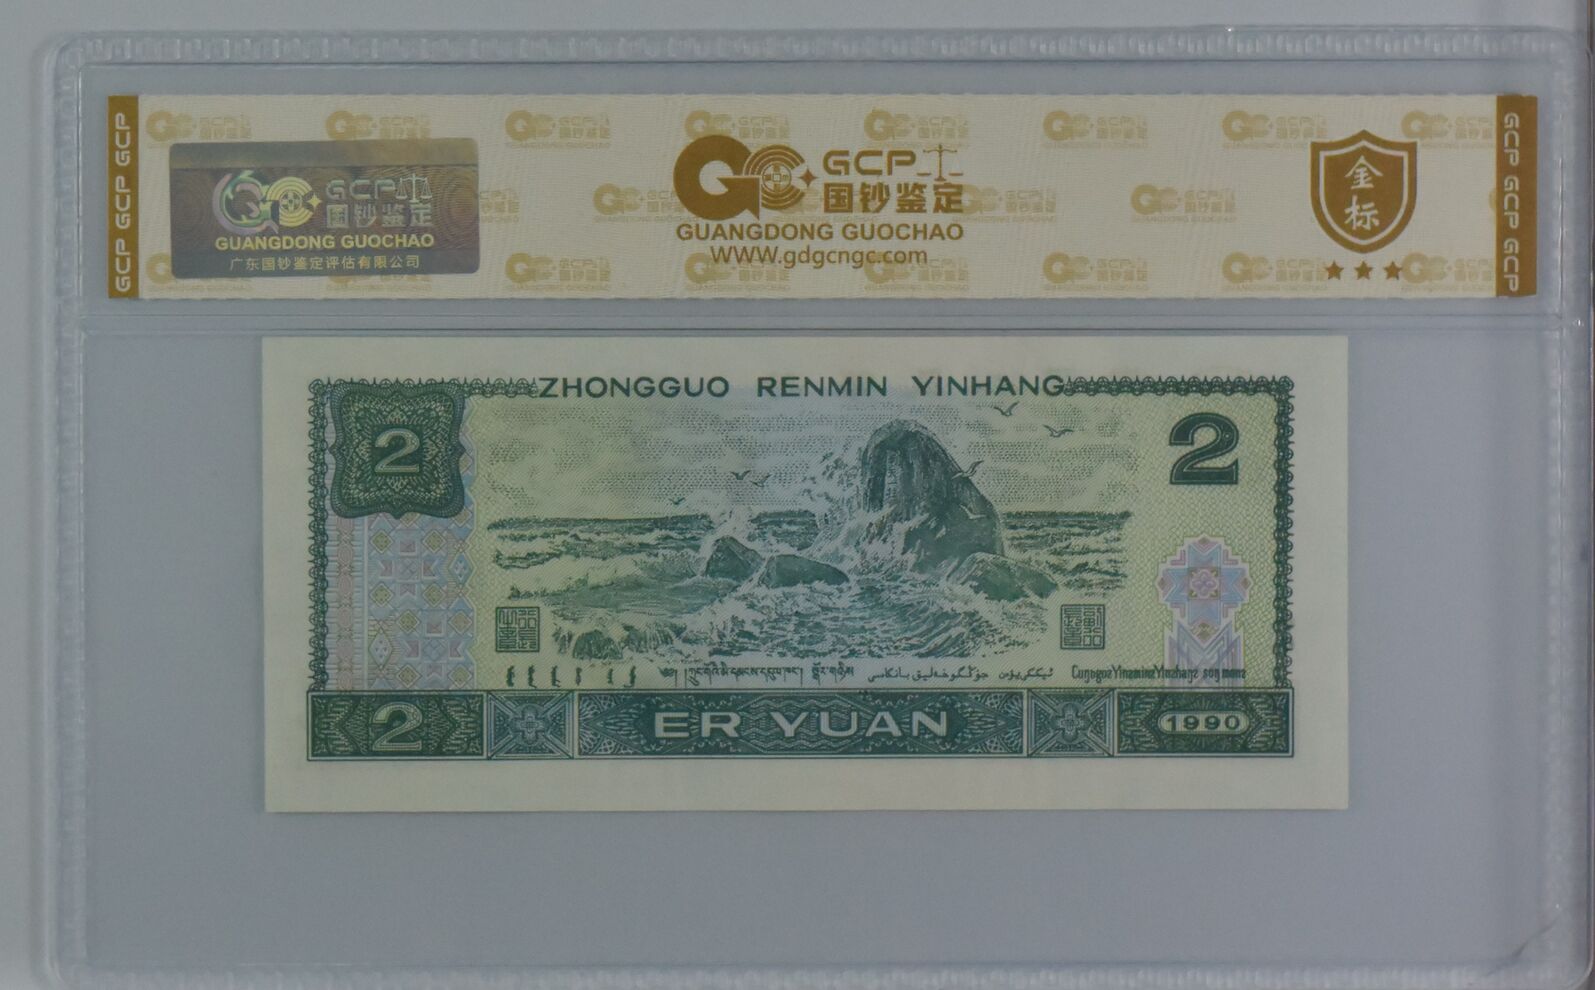 GCP GCP GCP
GCP
国钞鉴定
GUANGDONG GUOCHAO
广东国钞鉴定评估有限公司
GCP
国钞鉴定
GUANGDONG GUOCHAO
WWW.gdgcngc.com
金
标
GCP GCP GCP
ZHONGGUO RENMIN YINHANG
2
2
2
ER YUAN
1990